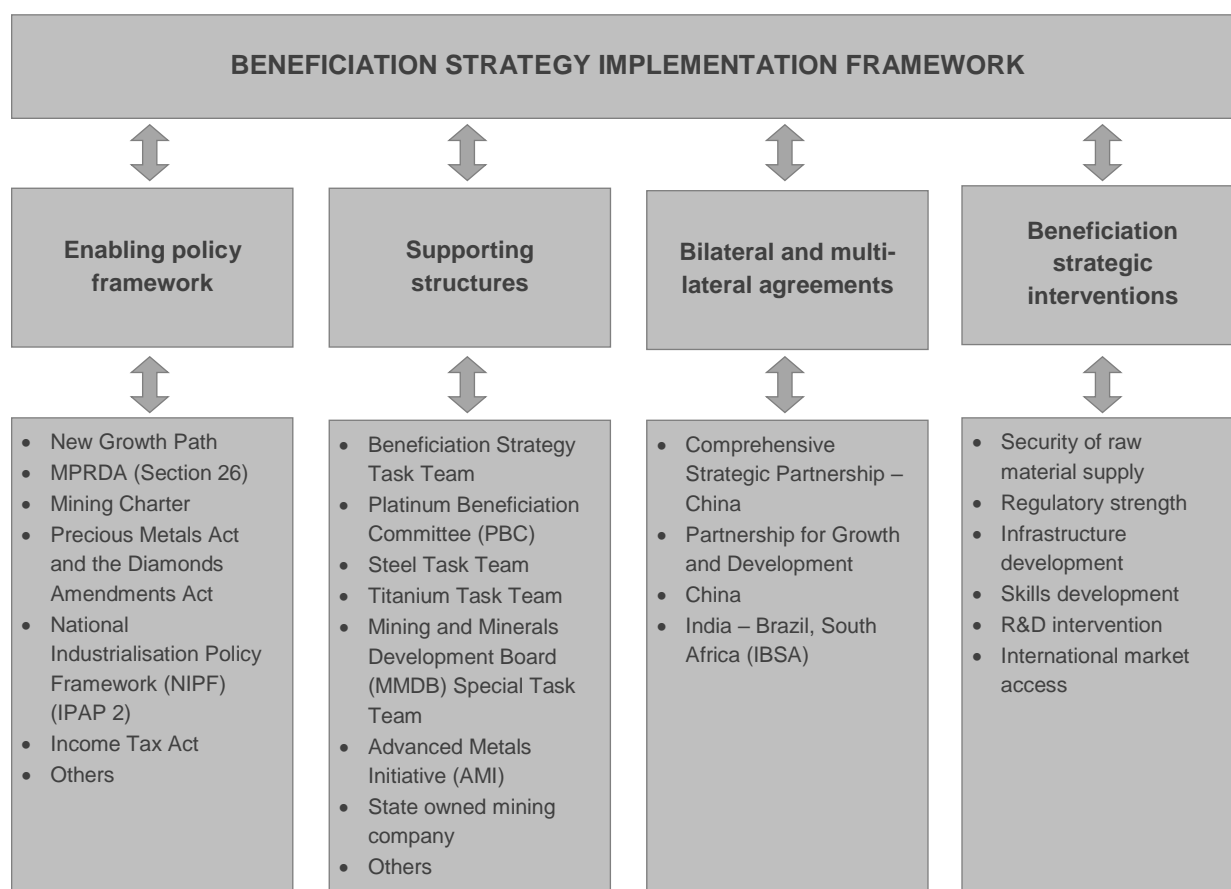 BENEFICIATION STRATEGY IMPLEMENTATION FRAMEWORK
Enabling policy
framework
Supporting
structures
Bilateral and multi-
lateral agreements
Beneficiation
strategic
interventions
• New Growth Path
• MPRDA (Section 26)
• Mining Charter
• Precious Metals Act
and the Diamonds
Amendments Act
• National
Industrialisation Policy
Framework (NIPF)
(IPAP 2)
• Income Tax Act
• Others
• Beneficiation Strategy
Task Team
• Platinum Beneficiation
Committee (PBC)
• Steel Task Team
• Titanium Task Team
• Mining and Minerals
Development Board
(MMDB) Special Task
Team
• Advanced Metals
Initiative (AMI)
• State owned mining
company
• Others
• Comprehensive
Strategic Partnership –
China
• Partnership for Growth
and Development
• China
• India – Brazil, South
Africa (IBSA)
• Security of raw
material supply
• Regulatory strength
• Infrastructure
development
• Skills development
• R&D intervention
• International market
access